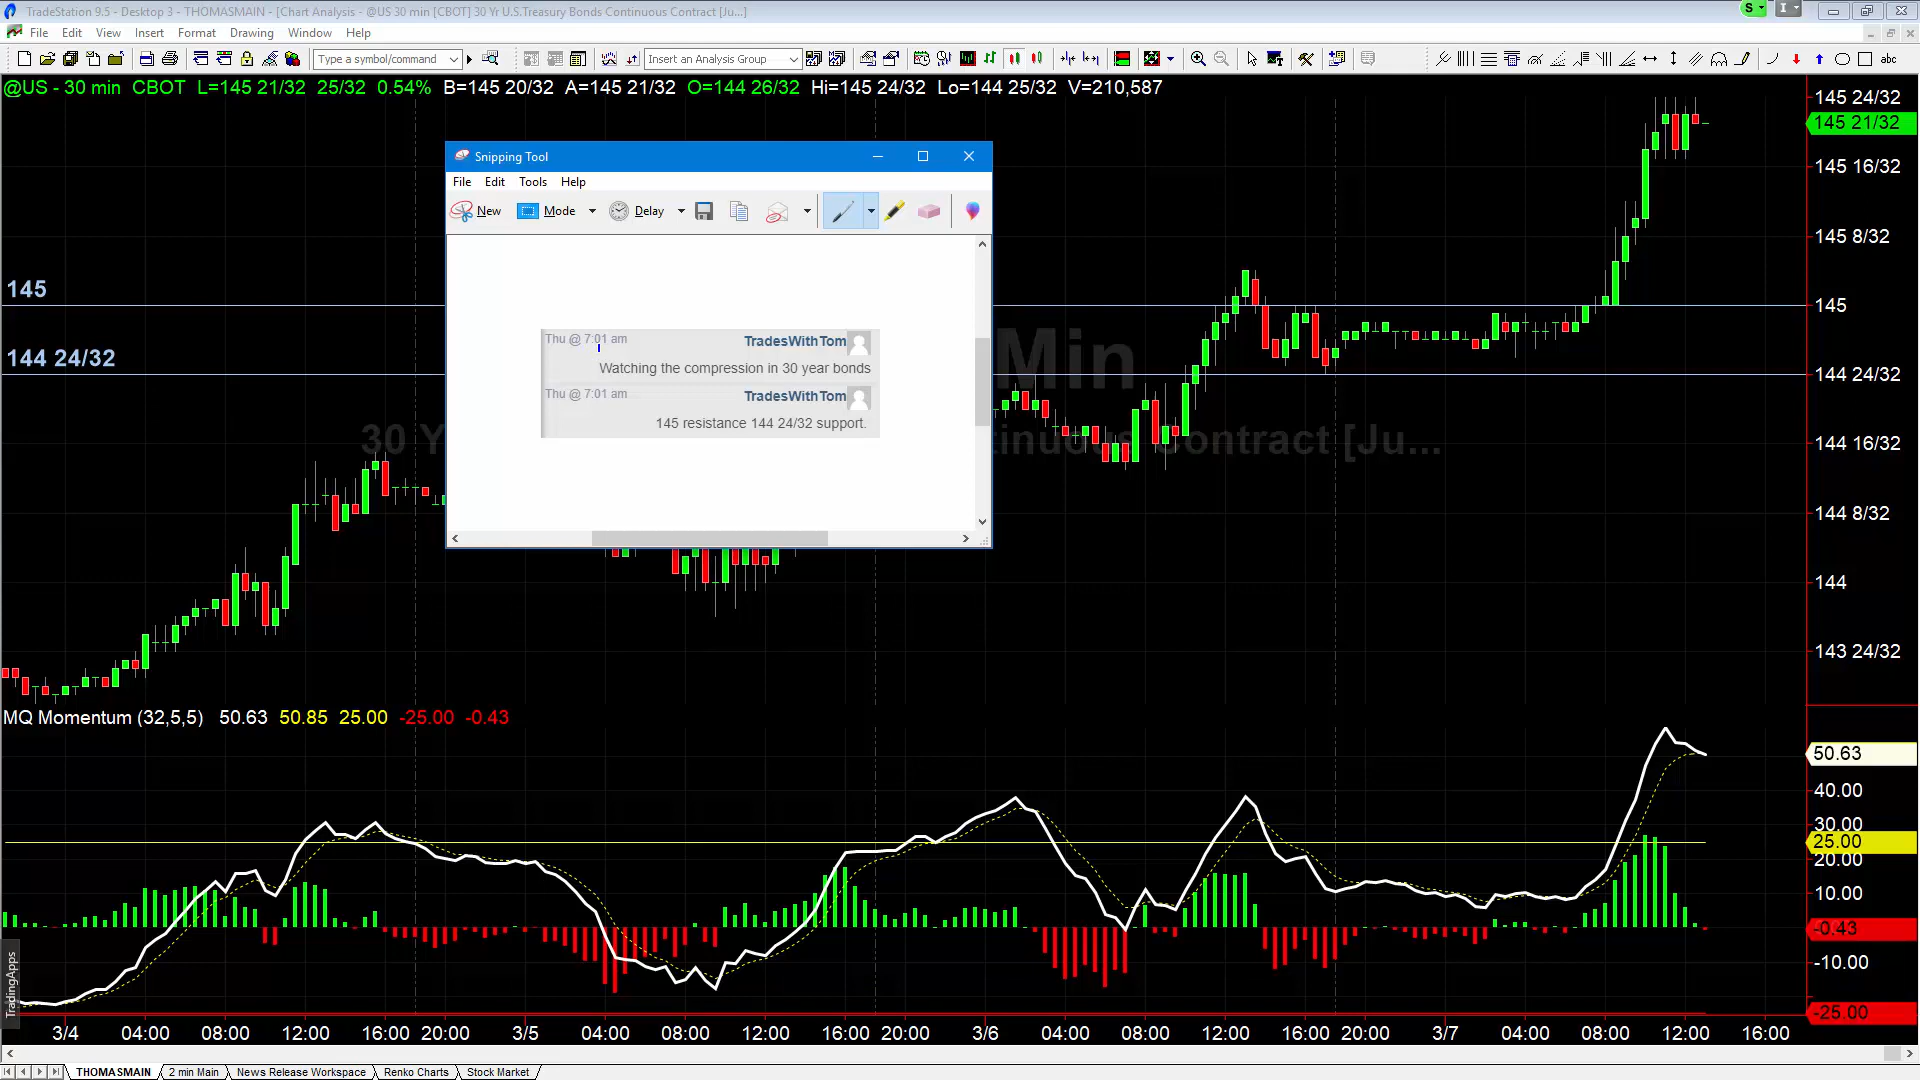 TradeStation 9.5 - Desktop 3 - THOMASMAIN - [Chart Analysis - @US 30 min [CBOT] 30 Yr U.S.Treasury Bonds Continuous Contract [Ju...]
S I
File Edit View Insert Format Drawing Window Help
Type a symbol/command
Insert an Analysis Group
abc
@US - 30 min CBOT L=145 21/32 25/32 0.54% B=145 20/32 A=145 21/32 O=144 26/32 Hi=145 24/32 Lo=144 25/32 V=210,587
145 24/32
145 21/32
145 16/32
145 8/32
145
144 24/32
144 16/32
144 8/32
144
143 24/32
145
144 24/32
Snipping Tool
File Edit Tools Help
New Mode Delay
Thu @ 7:01 am TradesWithTom
Watching the compression in 30 year bonds
Thu @ 7:01 am TradesWithTom
145 resistance 144 24/32 support.
Min
30 Y
Contract [Ju...
MQ Momentum (32,5,5) 50.63 50.85 25.00 -25.00 -0.43
50.63
40.00
30.00
25.00
20.00
10.00
-0.43
-10.00
-25.00
TradingApps
3/4 04:00 08:00 12:00 16:00 20:00 3/5 04:00 08:00 12:00 16:00 20:00 3/6 04:00 08:00 12:00 16:00 20:00 3/7 04:00 08:00 12:00 16:00
THOMASMAIN 2 min Main News Release Workspace Renko Charts Stock Market